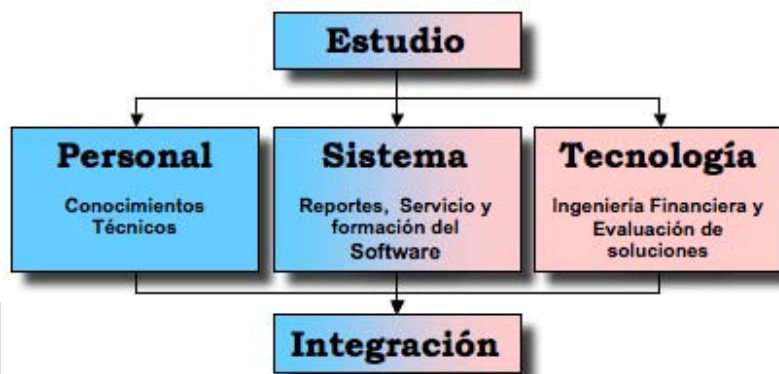 Estudio
Personal
Conocimientos
Técnicos
Sistema
Reportes, Servicio y
formación del
Software
Tecnología
Ingeniería Financiera y
Evaluación de
soluciones
Integración